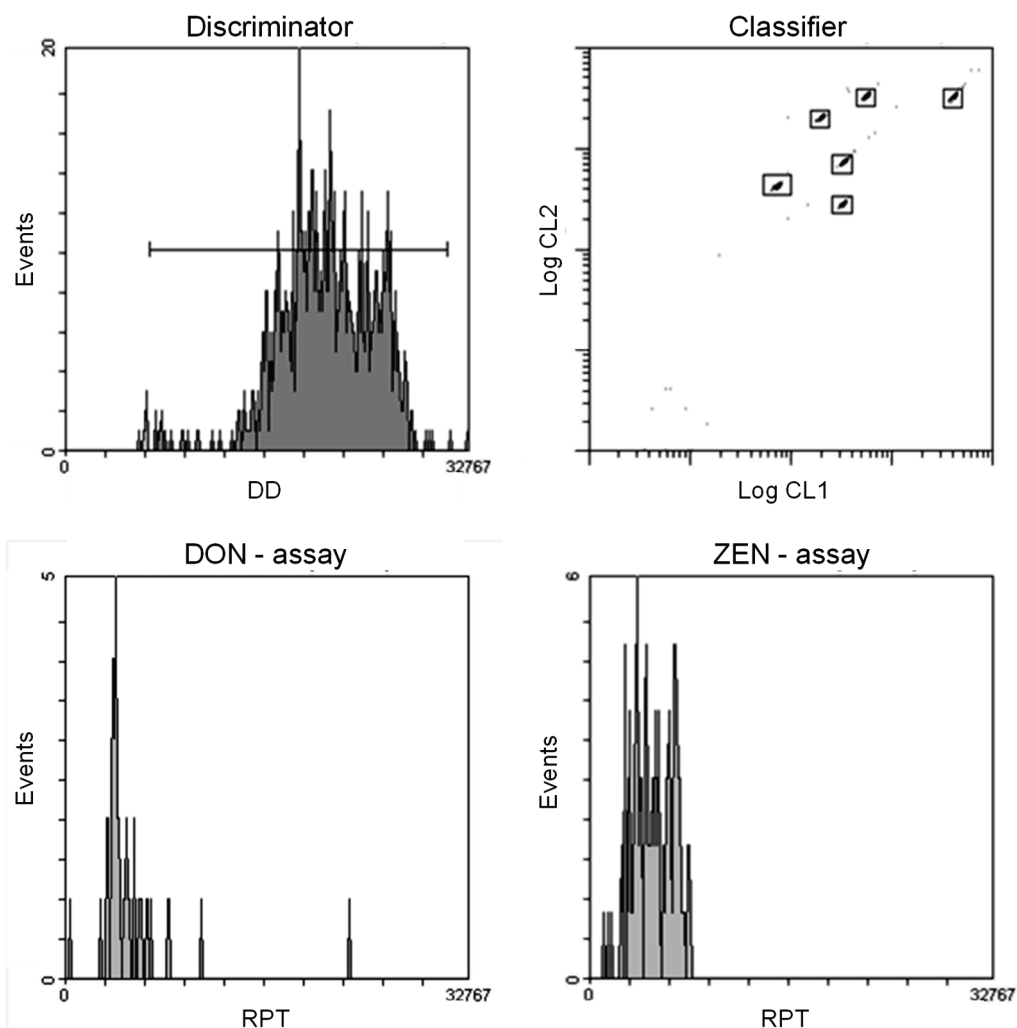 Discriminator
20
Events
0
0
32767
DD
Classifier
Log CL2
Log CL1
DON - assay
5
Events
0
0
32767
RPT
ZEN - assay
6
Events
0
0
32767
RPT